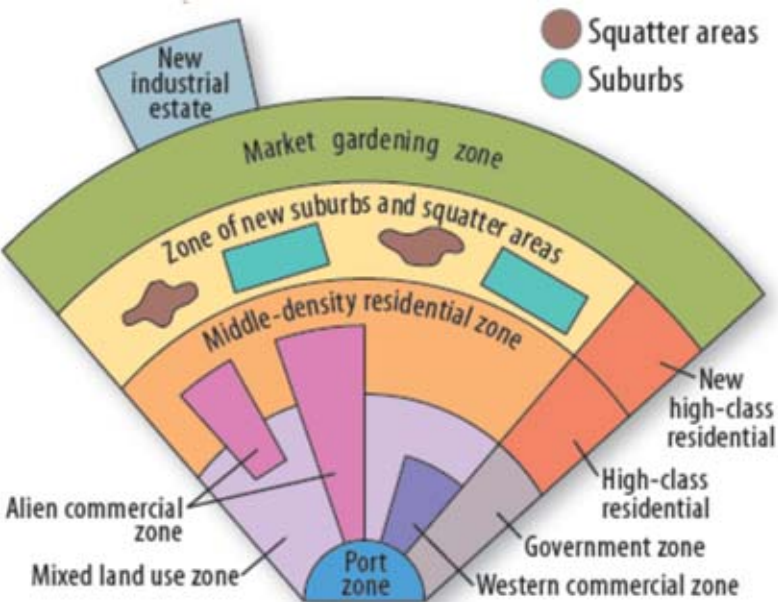 Squatter areas
Suburbs
New
industrial
estate
Market gardening zone
Zone of new suburbs and squatter areas
Middle-density residential zone
New
high-class
residential
High-class
residential
Alien commercial
zone
Government zone
Mixed land use zone
Port
zone
Western commercial zone